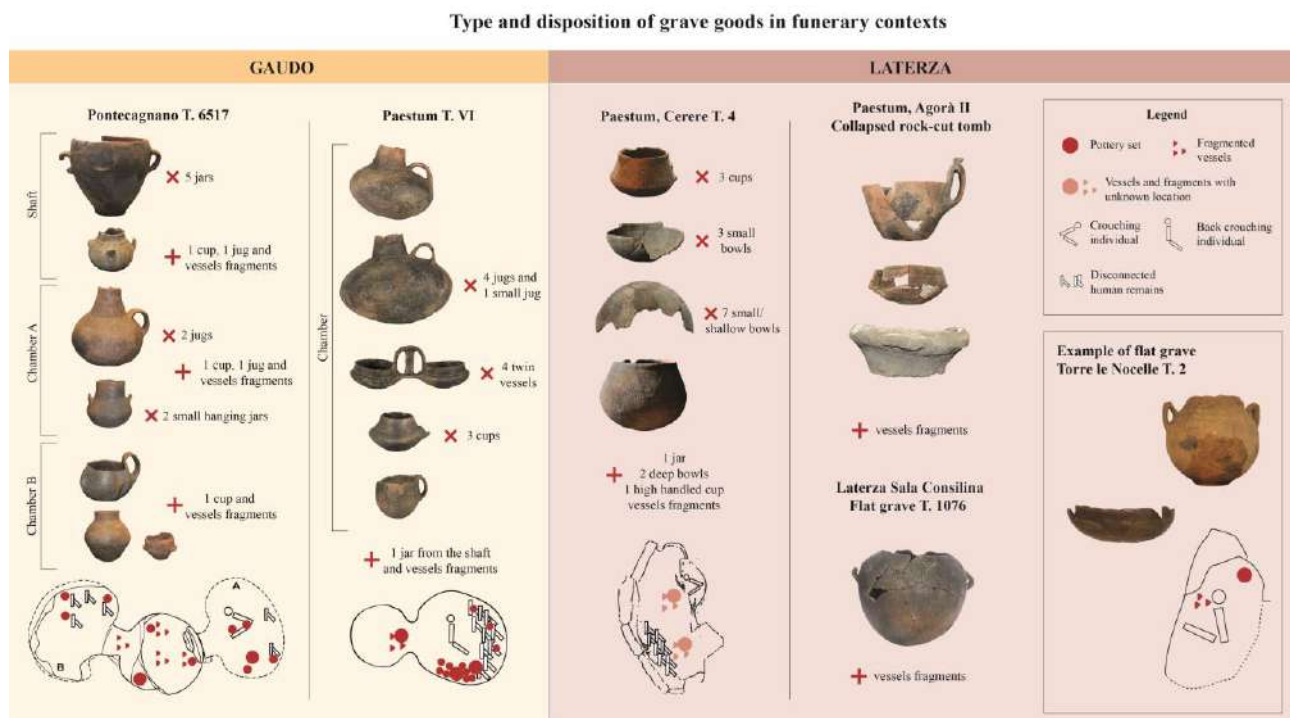 Type and disposition of grave goods in funerary contexts
GAUDO
Pontecagnano T. 6517
Shaft
× 5 jars
+ 1 cup, 1 jug and
vessels fragments
Chamber A
× 2 jugs
+ 1 cup, 1 jug and
vessels fragments
× 2 small hanging jars
Chamber B
+ 1 cup and
vessels fragments
A
B
Paestum T. VI
Chamber
× 4 jugs and
1 small jug
× 4 twin
vessels
× 3 cups
+ 1 jar from the shaft
and vessels fragments
LATERZA
Paestum, Cerere T. 4
× 3 cups
× 3 small
bowls
× 7 small/
shallow bowls
+ 1 jar
2 deep bowls
1 high handled cup
vessels fragments
Paestum, Agorà II
Collapsed rock-cut tomb
+ vessels fragments
Laterza Sala Consilina
Flat grave T. 1076
+ vessels fragments
Legend
Pottery set
Fragmented
vessels
Vessels and fragments with
unknown location
Crouching
individual
Back crouching
individual
Disconnected
human remains
Example of flat grave
Torre le Nocelle T. 2